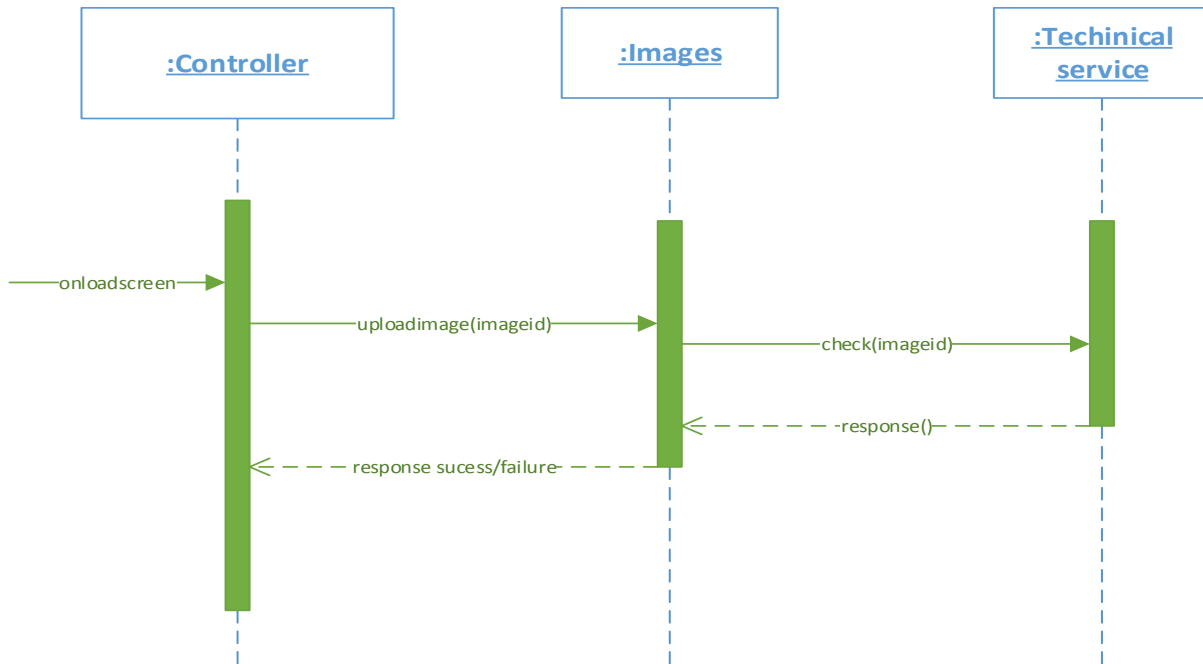 :Controller
:Images
:Techinical
service
onloadscreen
uploadimage(imageid)
check(imageid)
response()
response sucess/failure